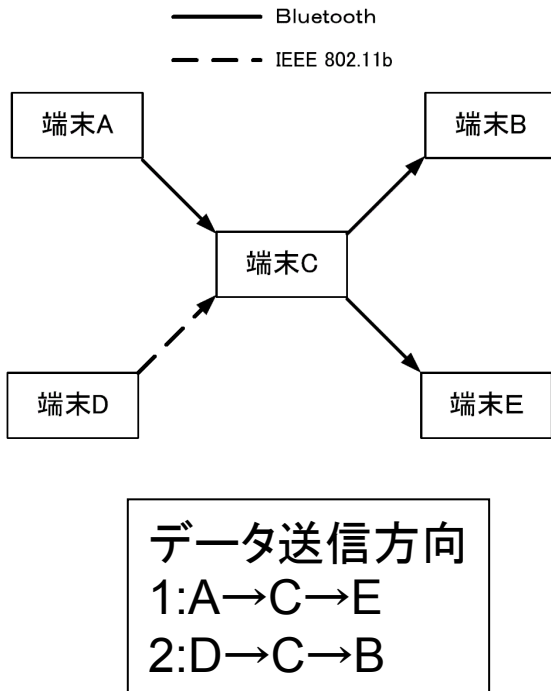 Bluetooth
IEEE 802.11b
端末A
端末B
端末C
端末D
端末E
データ送信方向
1:A→C→E
2:D→C→B